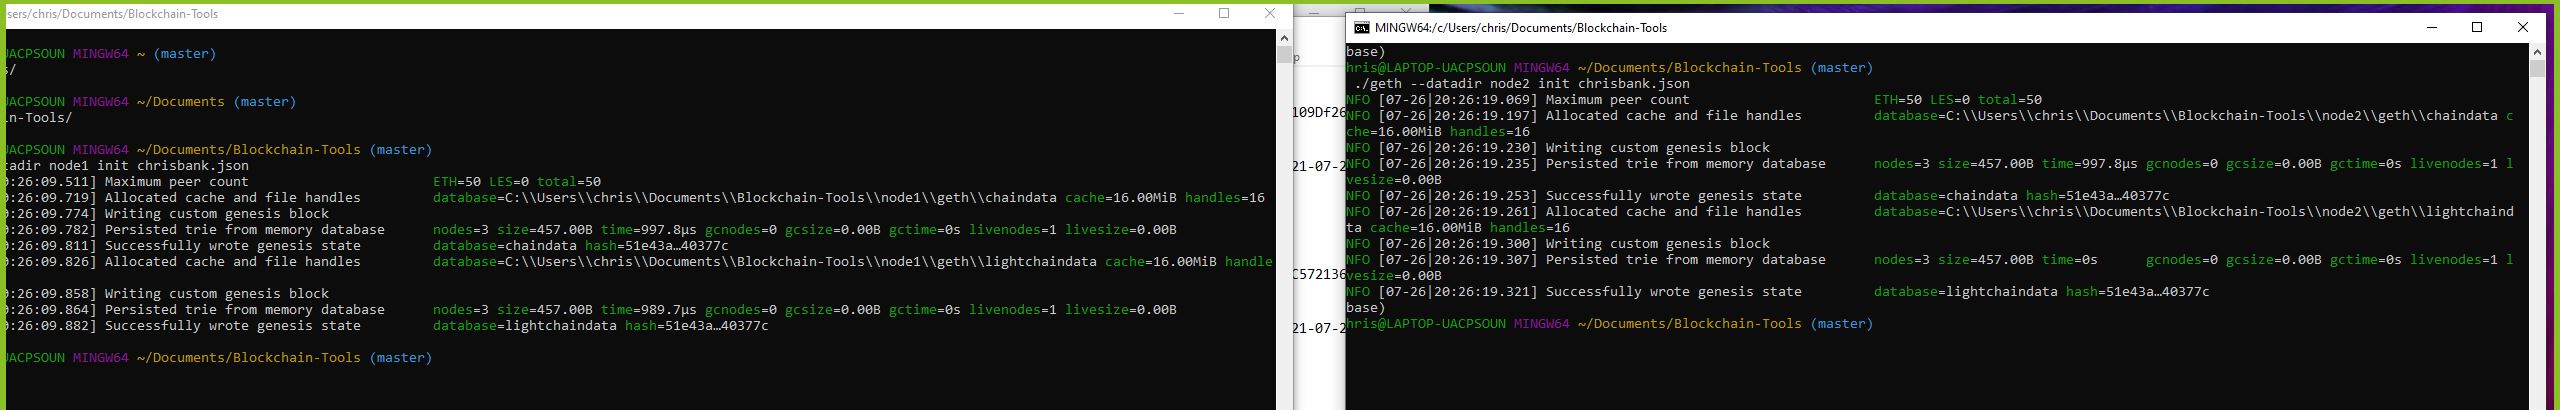 sers/chris/Documents/Blockchain-Tools
UACPSOUN MINGW64 ~ (master)
s/
UACPSOUN MINGW64 ~/Documents (master)
in-Tools/
UACPSOUN MINGW64 ~/Documents/Blockchain-Tools (master)
tadir node1 init chrisbank.json
0:26:09.511] Maximum peer count ETH=50 LES=0 total=50
0:26:09.719] Allocated cache and file handles database=C:\\Users\\chris\\Documents\\Blockchain-Tools\\node1\\geth\\chaindata cache=16.00MiB handles=16
0:26:09.774] Writing custom genesis block
0:26:09.782] Persisted trie from memory database nodes=3 size=457.00B time=997.8µs gcnodes=0 gcsize=0.00B gctime=0s livenodes=1 livesize=0.00B
0:26:09.811] Successfully wrote genesis state database=chaindata hash=51e43a…40377c
0:26:09.826] Allocated cache and file handles database=C:\\Users\\chris\\Documents\\Blockchain-Tools\\node1\\geth\\lightchaindata cache=16.00MiB handle
0:26:09.858] Writing custom genesis block
0:26:09.864] Persisted trie from memory database nodes=3 size=457.00B time=989.7µs gcnodes=0 gcsize=0.00B gctime=0s livenodes=1 livesize=0.00B
0:26:09.882] Successfully wrote genesis state database=lightchaindata hash=51e43a…40377c
UACPSOUN MINGW64 ~/Documents/Blockchain-Tools (master)
p
109Df26
21-07-2
C572136
21-07-2
MINGW64:/c/Users/chris/Documents/Blockchain-Tools
base)
hris@LAPTOP-UACPSOUN MINGW64 ~/Documents/Blockchain-Tools (master)
./geth --datadir node2 init chrisbank.json
NFO [07-26|20:26:19.069] Maximum peer count ETH=50 LES=0 total=50
NFO [07-26|20:26:19.197] Allocated cache and file handles database=C:\\Users\\chris\\Documents\\Blockchain-Tools\\node2\\geth\\chaindata c
che=16.00MiB handles=16
NFO [07-26|20:26:19.230] Writing custom genesis block
NFO [07-26|20:26:19.235] Persisted trie from memory database nodes=3 size=457.00B time=997.8µs gcnodes=0 gcsize=0.00B gctime=0s livenodes=1 l
vesize=0.00B
NFO [07-26|20:26:19.253] Successfully wrote genesis state database=chaindata hash=51e43a…40377c
NFO [07-26|20:26:19.261] Allocated cache and file handles database=C:\\Users\\chris\\Documents\\Blockchain-Tools\\node2\\geth\\lightchaind
ta cache=16.00MiB handles=16
NFO [07-26|20:26:19.300] Writing custom genesis block
NFO [07-26|20:26:19.307] Persisted trie from memory database nodes=3 size=457.00B time=0s gcnodes=0 gcsize=0.00B gctime=0s livenodes=1 l
vesize=0.00B
NFO [07-26|20:26:19.321] Successfully wrote genesis state database=lightchaindata hash=51e43a…40377c
base)
hris@LAPTOP-UACPSOUN MINGW64 ~/Documents/Blockchain-Tools (master)